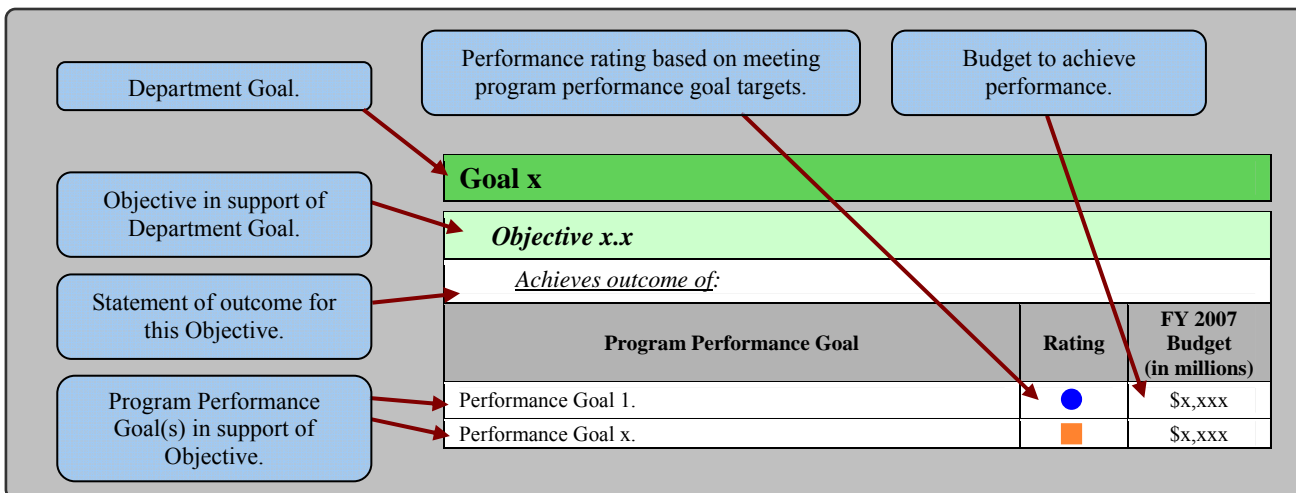 Department Goal.
Performance rating based on meeting
program performance goal targets.
Budget to achieve
performance.
Goal x
Objective in support of
Department Goal.
Objective x.x
Achieves outcome of:
Statement of outcome for
this Objective.
Program Performance Goal
Rating
FY 2007
Budget
(in millions)
Program Performance
Goal(s) in support of
Objective.
Performance Goal 1.
$x,xxx
Performance Goal x.
$x,xxx